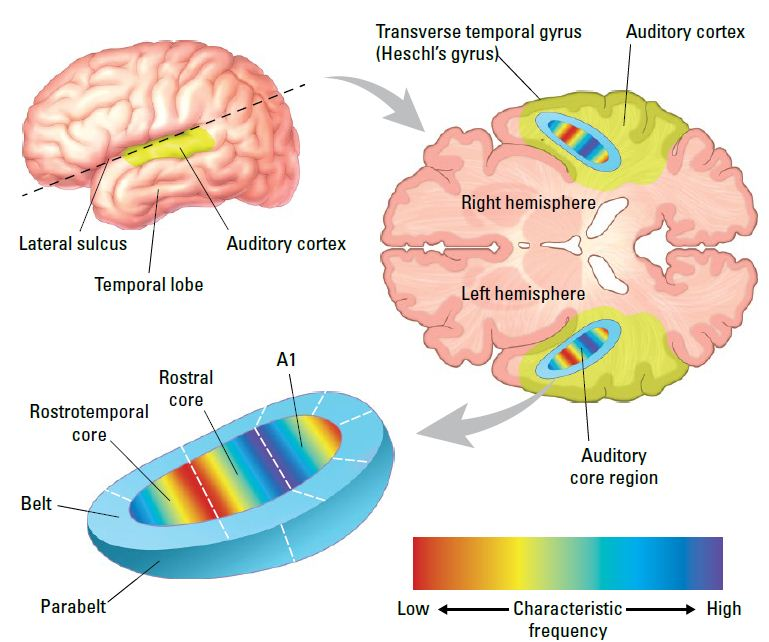 Transverse temporal gyrus
(Heschl's gyrus)
Auditory cortex
Lateral sulcus
Auditory cortex
Temporal lobe
Right hemisphere
Left hemisphere
A1
Rostral
core
Rostrotemporal
core
Belt
Parabelt
Auditory
core region
Low
Characteristic
frequency
High